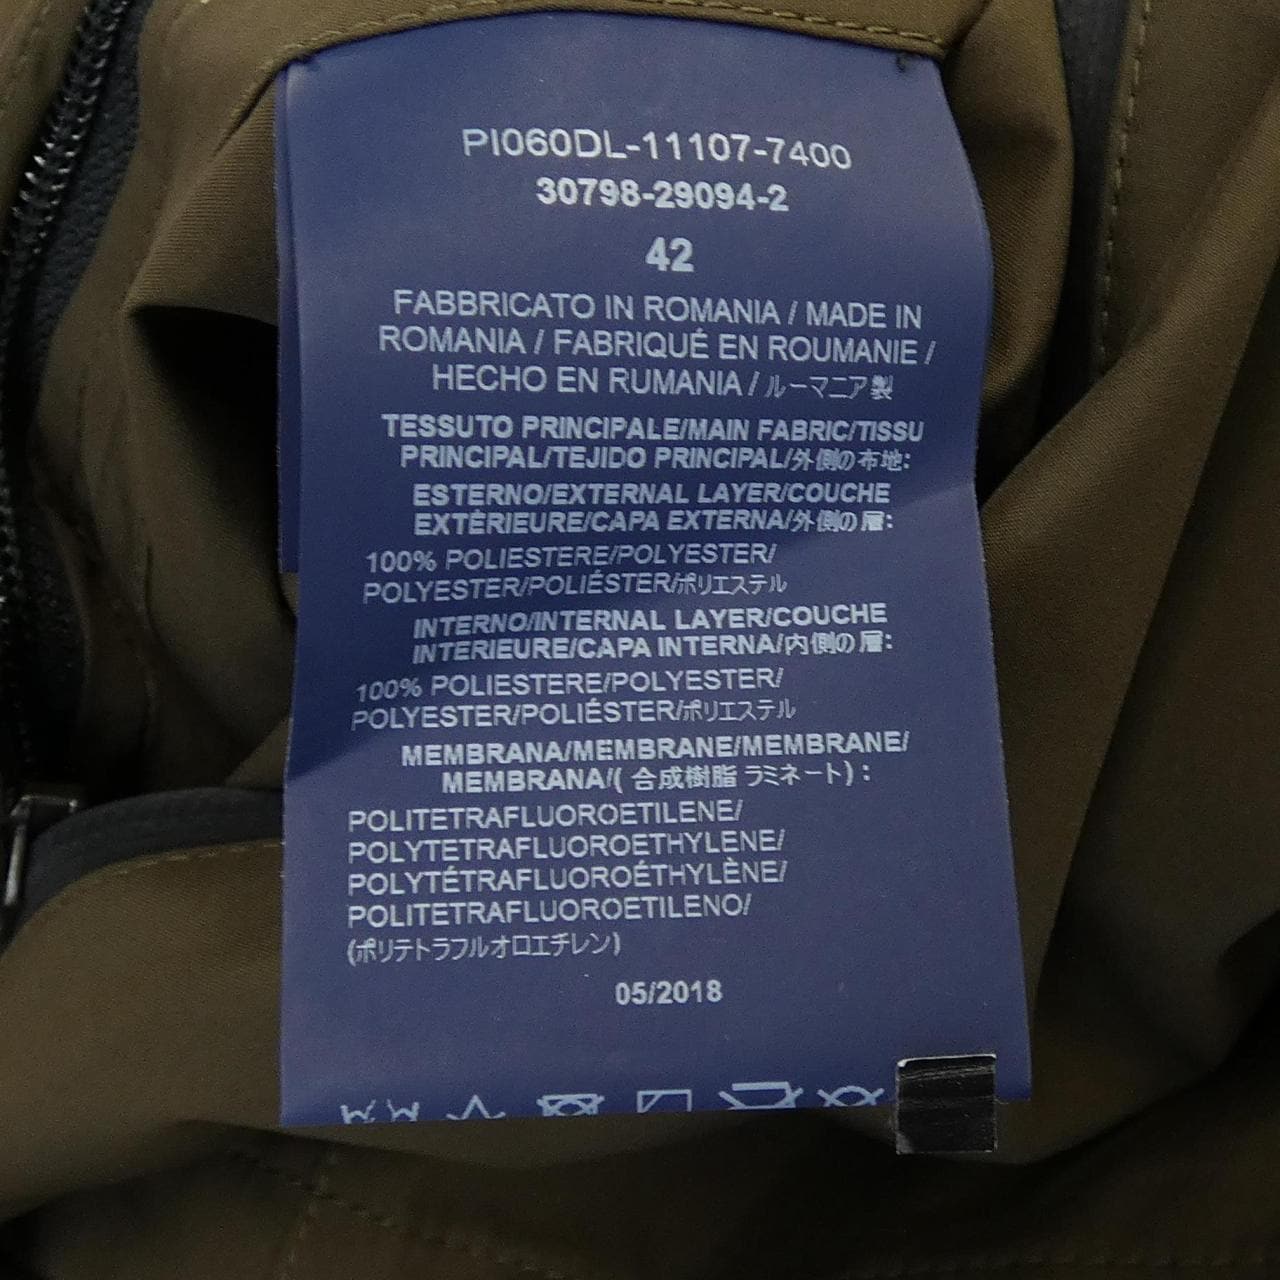 PI060DL-11107-7400
30798-29094-2
42
FABBRICATO IN ROMANIA / MADE IN
ROMANIA / FABRIQUÉ EN ROUMANIE /
HECHO EN RUMANIA / ルーマニア製
TESSUTO PRINCIPALE/MAIN FABRIC/TISSU
PRINCIPAL/TEJIDO PRINCIPAL/外側の布地:
ESTERNO/EXTERNAL LAYER/COUCHE
EXTÉRIEURE/CAPA EXTERNA/外側の層:
100% POLIESTERE/POLYESTER/
POLYESTER/POLIÉSTER/ポリエステル
INTERNO/INTERNAL LAYER/COUCHE
INTERIEURE/CAPA INTERNA/内側の層:
100% POLIESTERE/POLYESTER/
POLYESTER/POLIÉSTER/ポリエステル
MEMBRANA/MEMBRANE/MEMBRANE/
MEMBRANA/( 合成樹脂 ラミネート) :
POLITETRAFLUOROETILENE/
POLYTETRAFLUOROETHYLENE/
POLYTÉTRAFLUOROÉTHYLÈNE/
POLITETRAFLUOROETILENO/
(ポリテトラフルオロエチレン)
05/2018